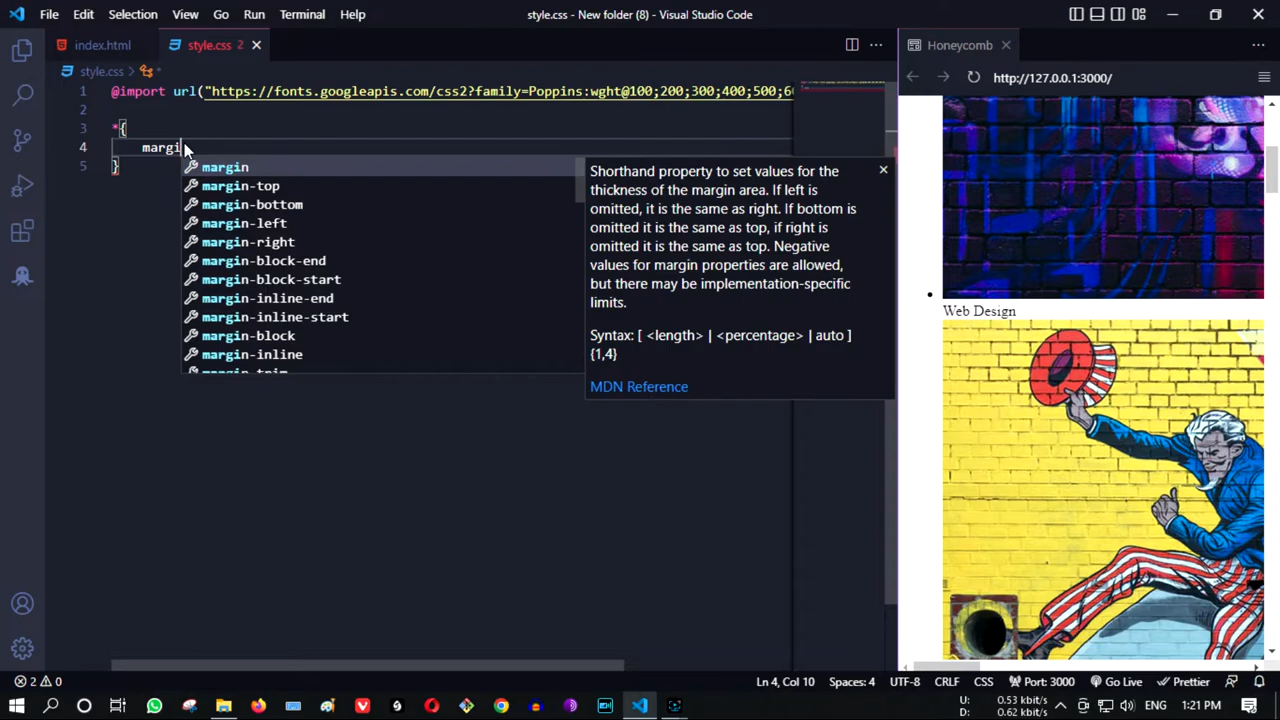 File Edit Selection View Go Run Terminal Help
style.css - New folder (8) - Visual Studio Code
index.html
style.css 2
Honeycomb
style.css > *
http://127.0.0.1:3000/
1 @import url("https://fonts.googleapis.com/css2?family=Poppins:wght@100;200;300;400;500;60
2
3 *{
4 margi
5 }
margin
margin-top
margin-bottom
margin-left
margin-right
margin-block-end
margin-block-start
margin-inline-end
margin-inline-start
margin-block
margin-inline
margin-trim
Shorthand property to set values for the
thickness of the margin area. If left is
omitted, it is the same as right. If bottom is
omitted it is the same as top, if right is
omitted it is the same as top. Negative
values for margin properties are allowed,
but there may be implementation-specific
limits.
Syntax: [ <length> | <percentage> | auto ]
{1,4}
MDN Reference
Web Design
2 0
Ln 4, Col 10 Spaces: 4 UTF-8 CRLF CSS Port: 3000 Go Live Prettier
U: 0.53 kbit/s
D: 0.62 kbit/s
ENG 1:21 PM